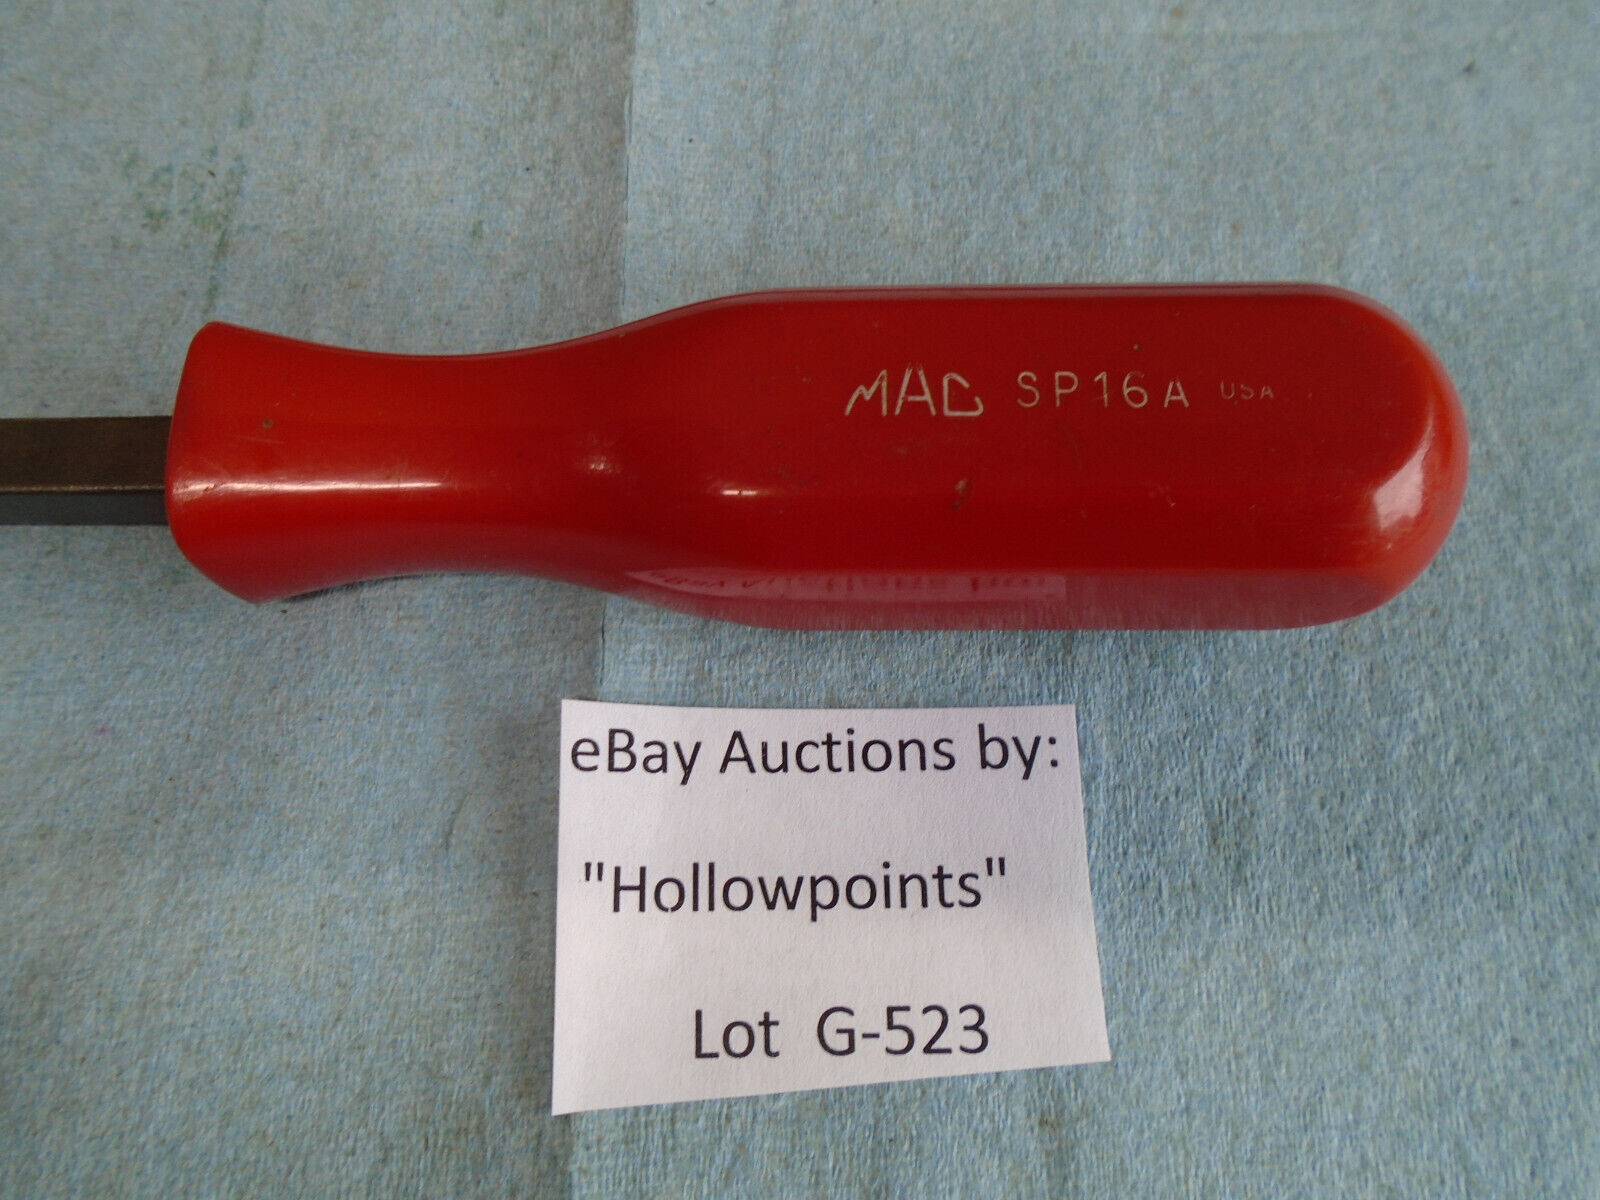 MAC SP16A USA
eBay Auctions by:
"Hollowpoints"
Lot G-523